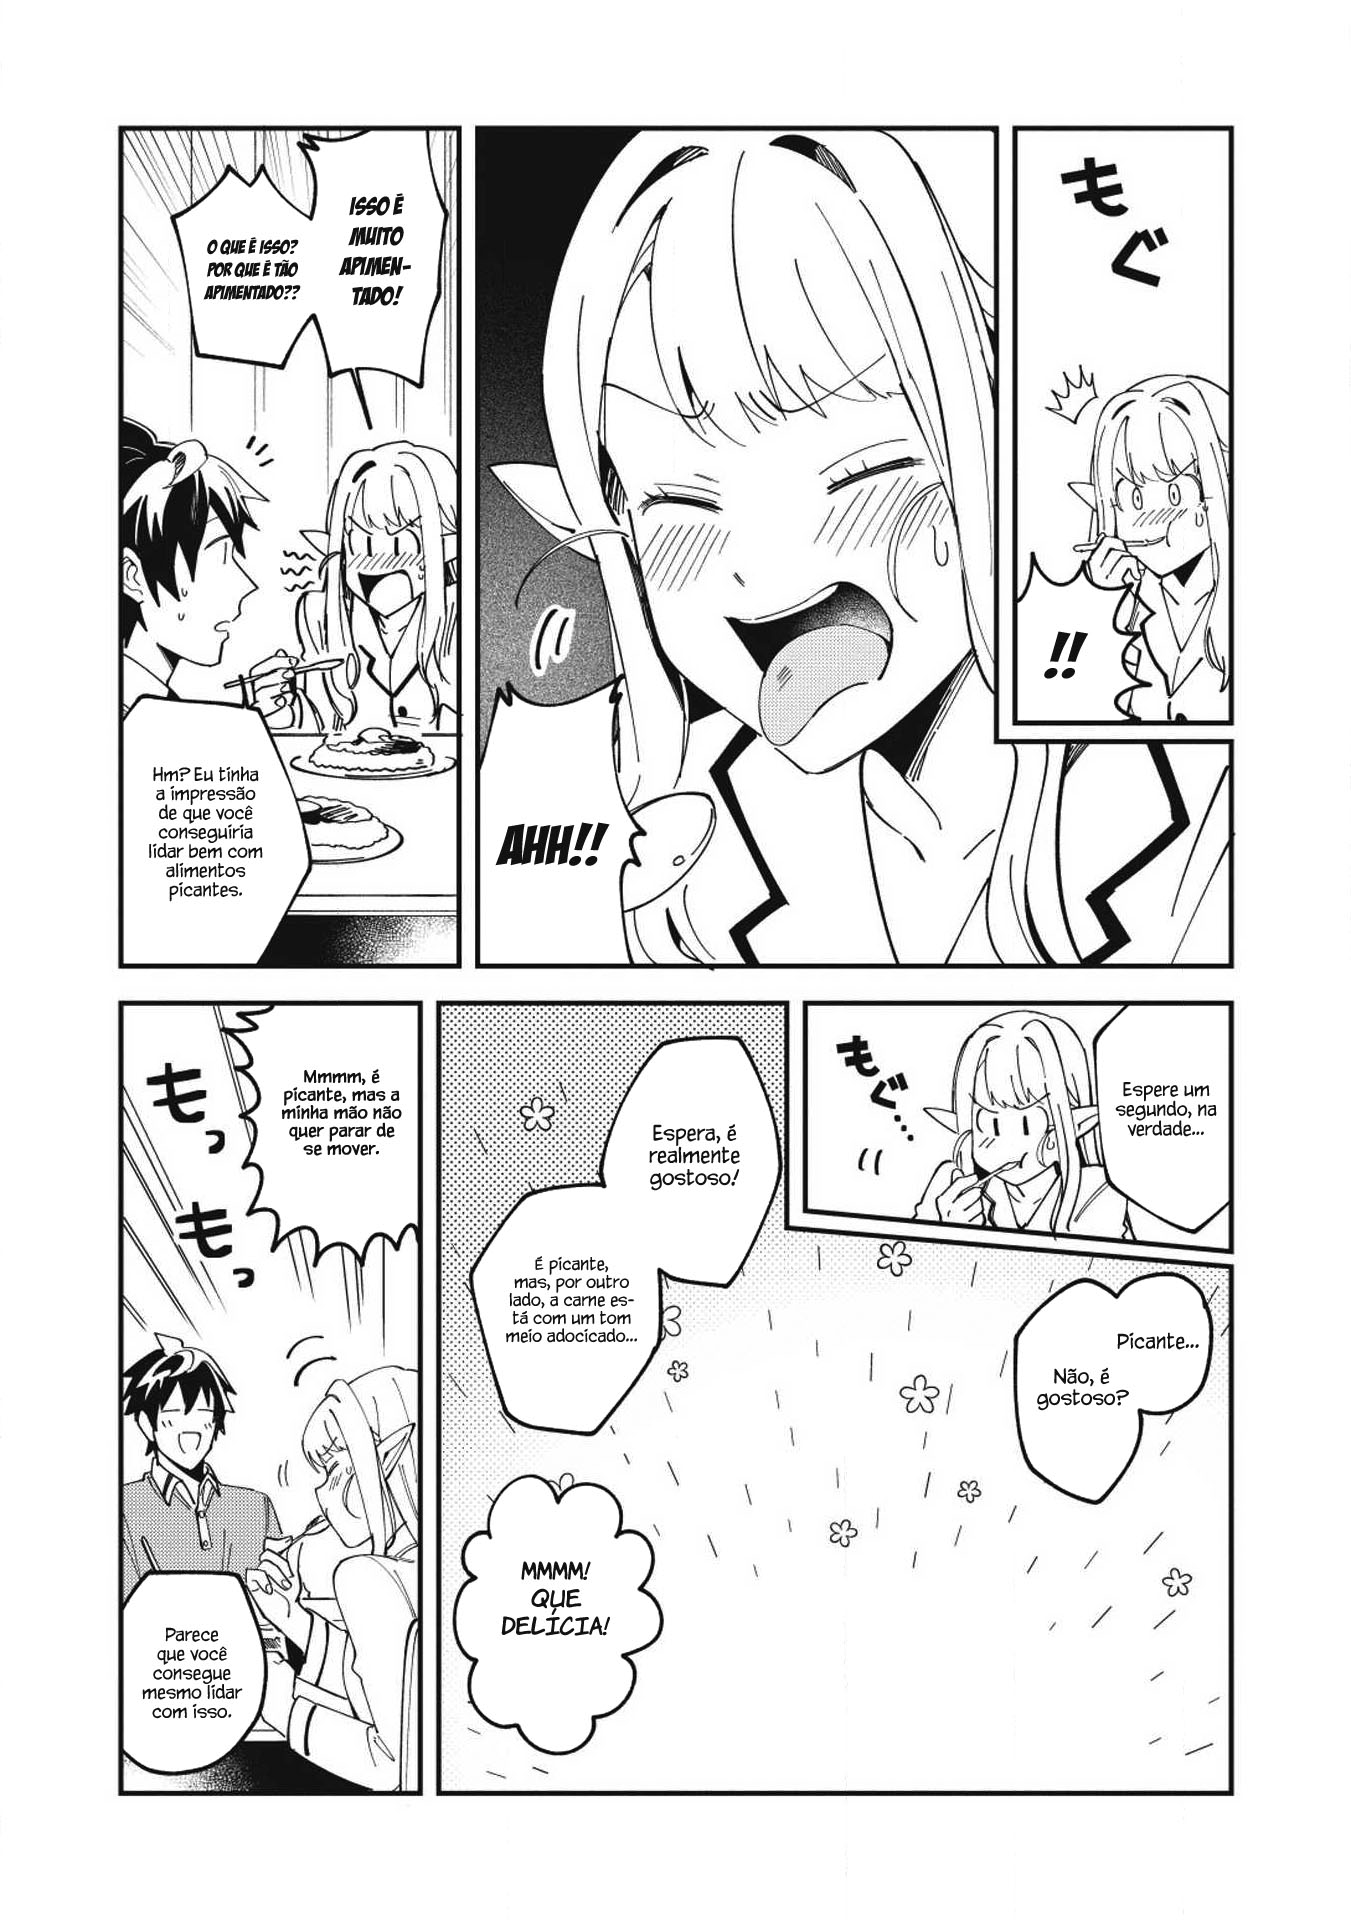 もぐ
!!
AHH!!
ISSO É
MUITO
APIMEN-
TADO!
O QUE É ISSO?
POR QUE É TÃO
APIMENTADO??
Hm? Eu tinha
a impressão
de que você
conseguiria
lidar bem com
alimentos
picantes.
Espere um
segundo, na
verdade...
もぐ...
Picante...
Não, é
gostoso?
Espera, é
realmente
gostoso!
É picante,
mas, por outro
lado, a carne es-
tá com um tom
meio adocicado...
MMMM!
QUE
DELÍCIA!
Mmmm, é
picante, mas a
minha mão não
quer parar de
se mover.
もっ
もっ
Parece
que você
consegue
mesmo lidar
com isso.